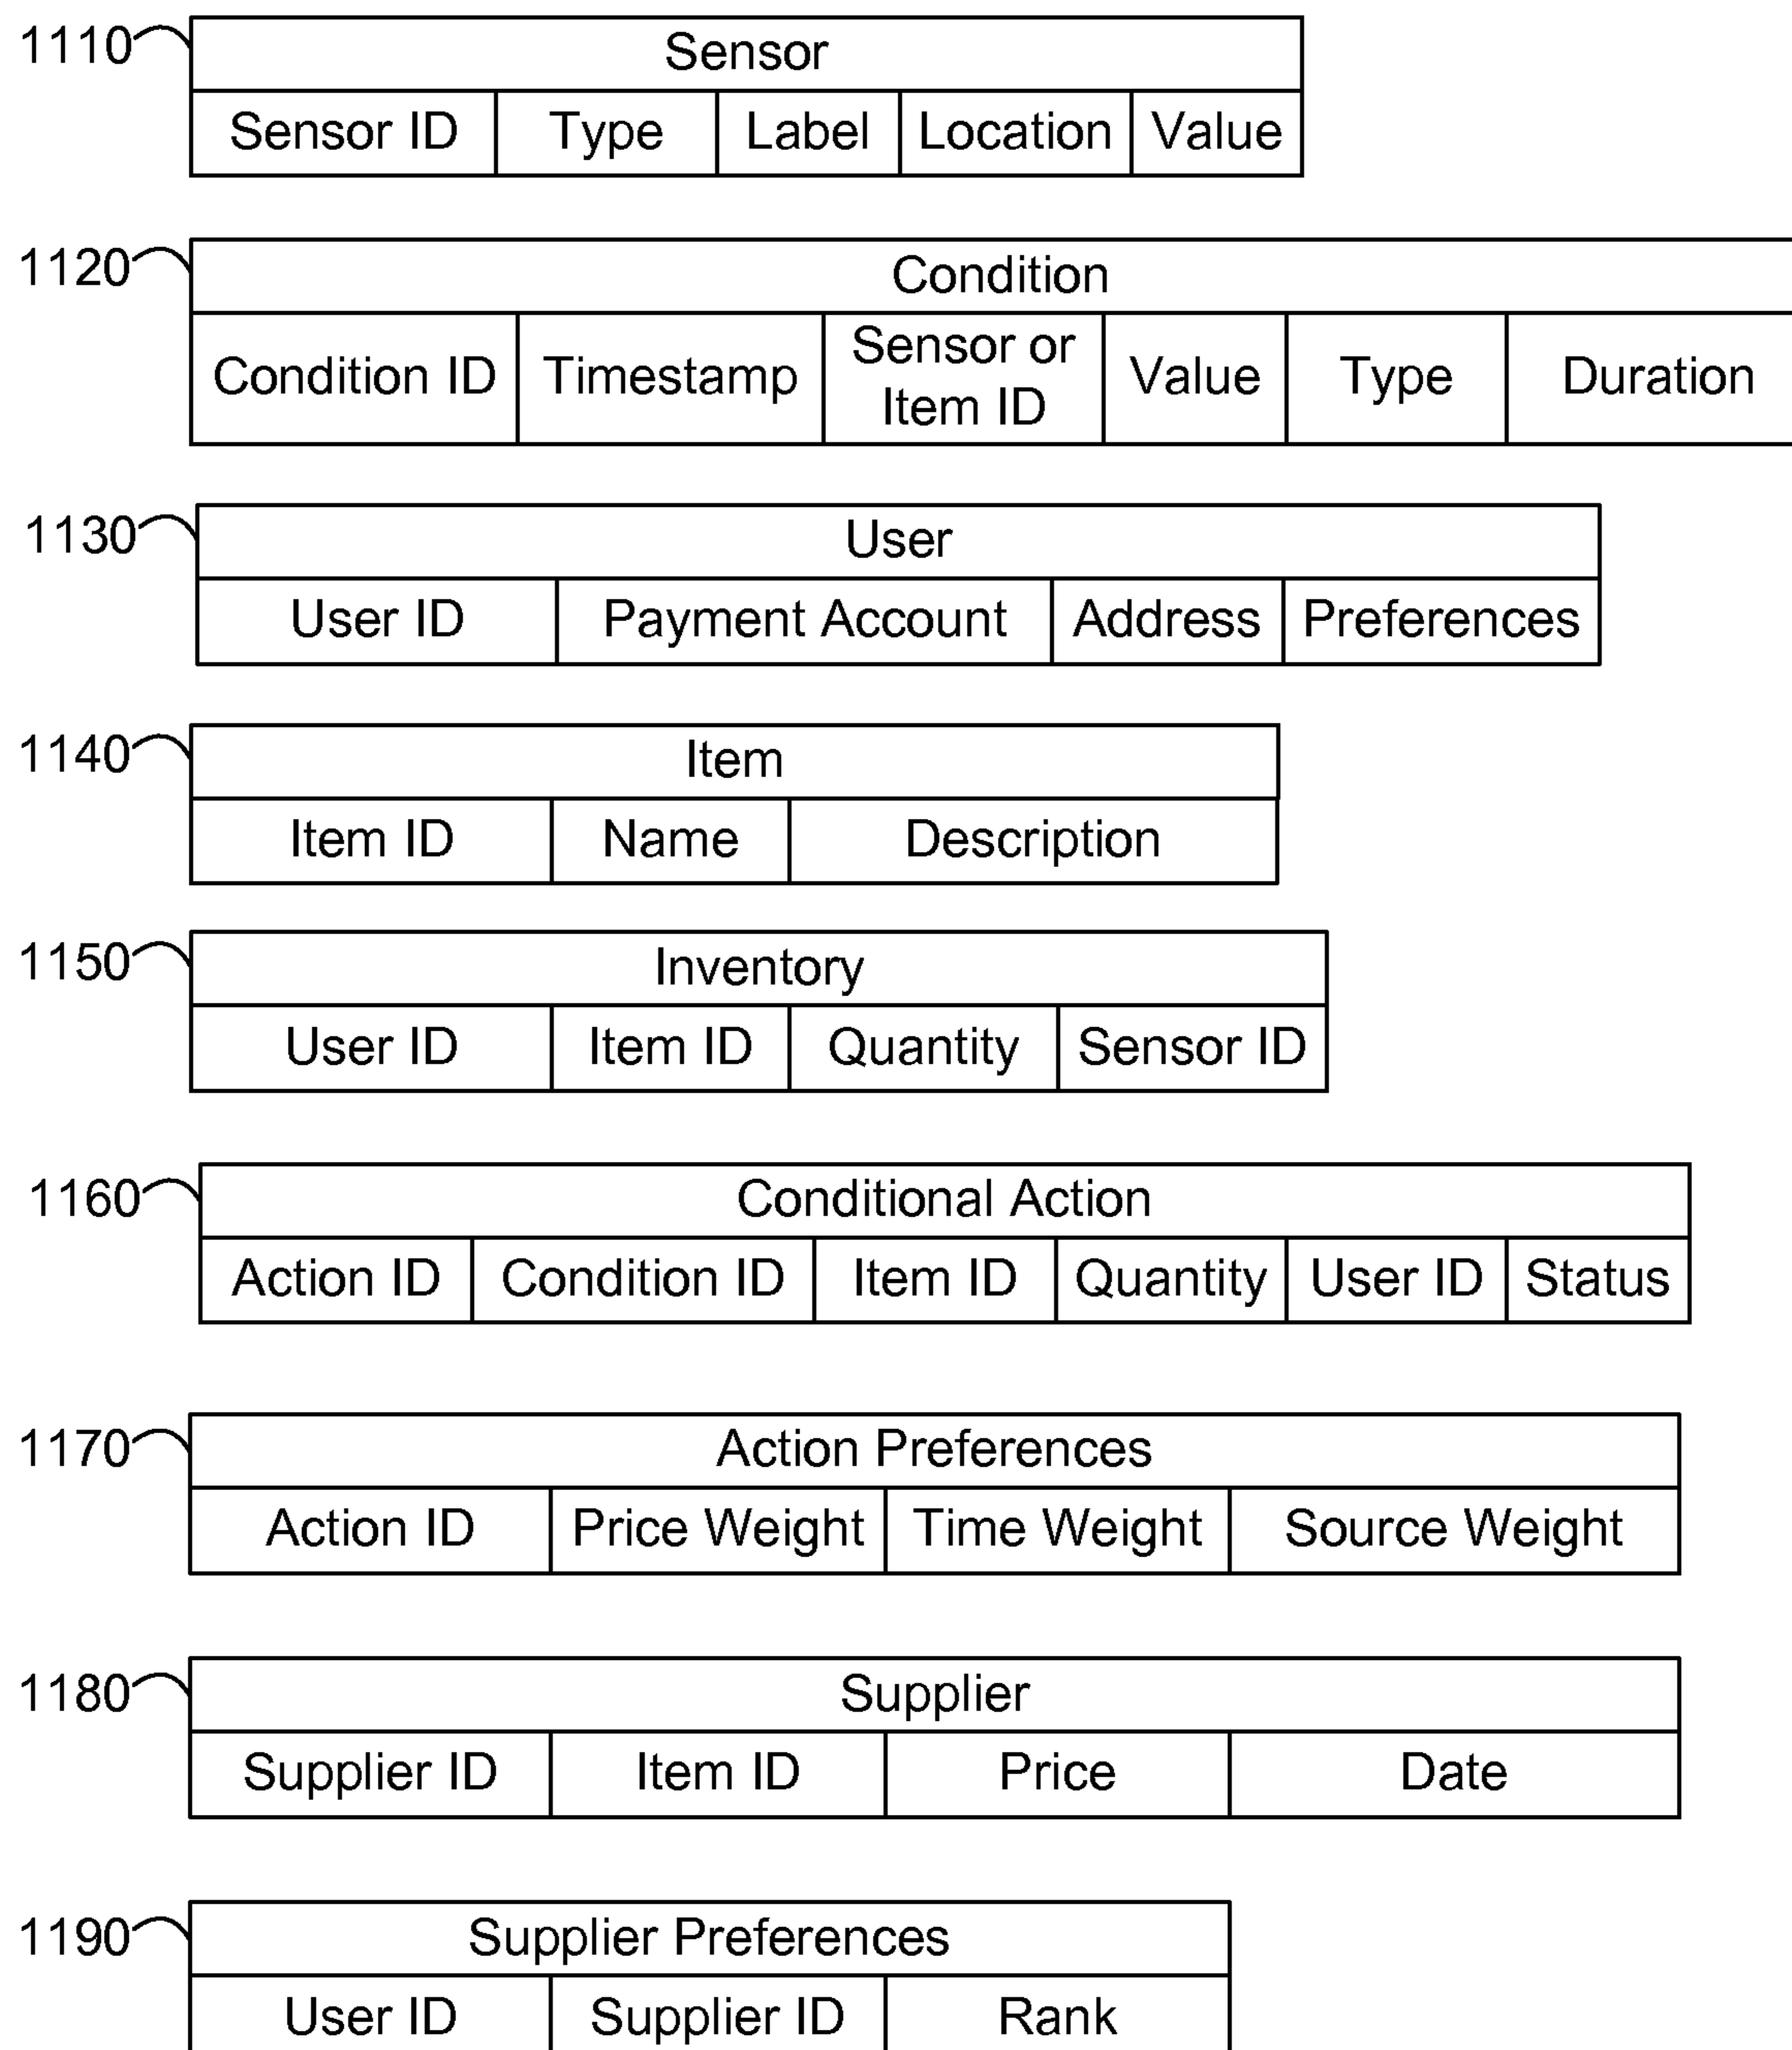 1110 Sensor
Sensor ID Type Label Location Value
1120 Condition
Condition ID Timestamp Sensor or Item ID Value Type Duration
1130 User
User ID Payment Account Address Preferences
1140 Item
Item ID Name Description
1150 Inventory
User ID Item ID Quantity Sensor ID
1160 Conditional Action
Action ID Condition ID Item ID Quantity User ID Status
1170 Action Preferences
Action ID Price Weight Time Weight Source Weight
1180 Supplier
Supplier ID Item ID Price Date
1190 Supplier Preferences
User ID Supplier ID Rank